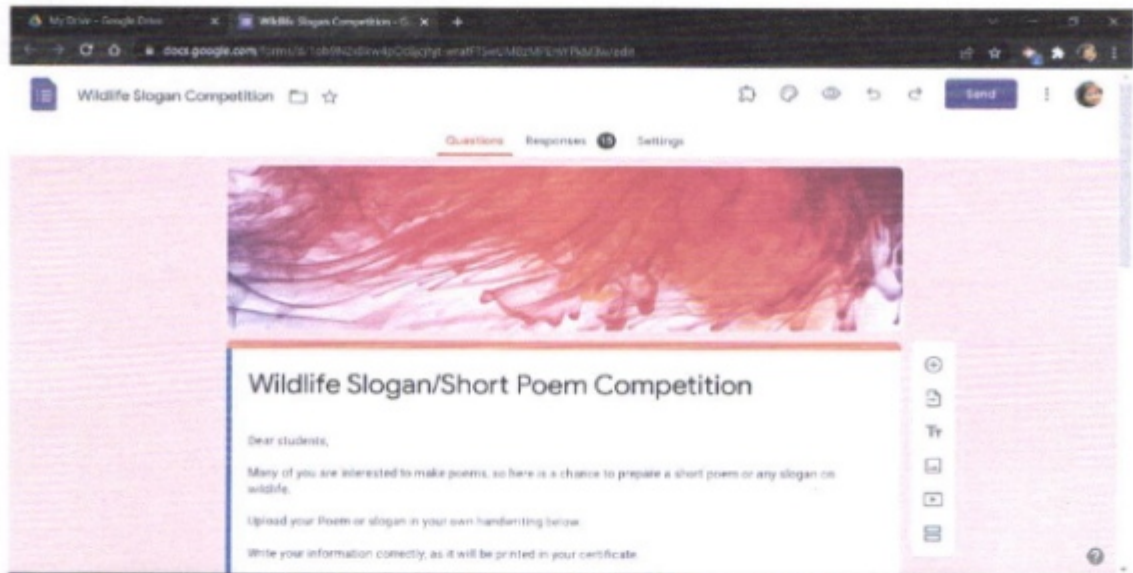 My Drive - Google Drive
Wildlife Slogan Competition - G
docs.google.com
Wildlife Slogan Competition
Send
Questions Responses 15 Settings
Wildlife Slogan/Short Poem Competition
Dear students,
Many of you are interested to make poems, so here is a chance to prepare a short poem or any slogan on
wildlife.
Upload your Poem or slogan in your own handwriting below.
Write your information correctly, as it will be printed in your certificate.